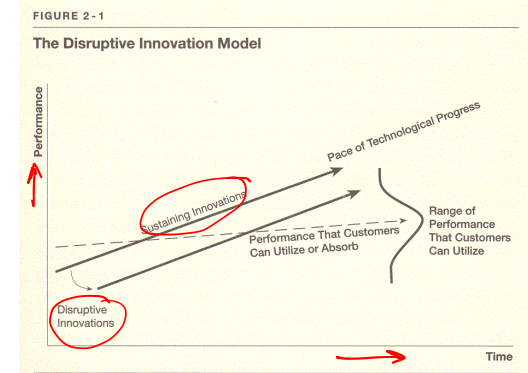 FIGURE 2-1
The Disruptive Innovation Model
Performance
Pace of Technological Progress
Sustaining Innovations
Performance That Customers
Can Utilize or Absorb
Range of
Performance
That Customers
Can Utilize
Disruptive
Innovations
Time